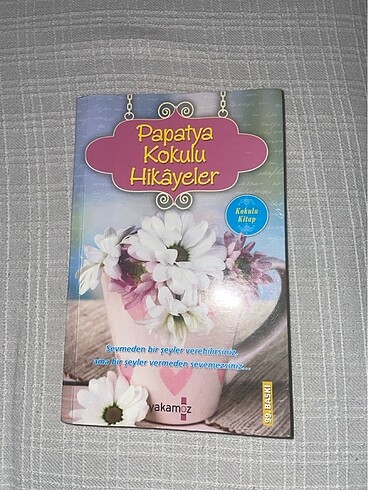 Papatya
Kokulu
Hikâyeler
Kokulu
Kitap
Sevmeden bir şeyler verebilirsiniz,
ama bir şeyler vermeden sevemezsiniz...
yakamoz
99. BASKI